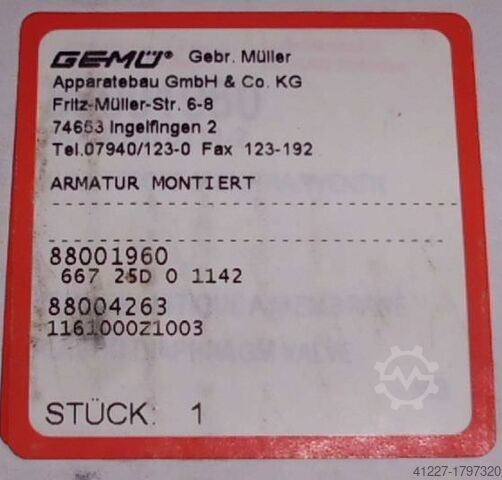 GEMÜ® Gebr. Müller
Apparatebau GmbH & Co. KG
Fritz-Müller-Str. 6-8
74653 Ingelfingen 2
Tel.07940/123-0 Fax 123-192
ARMATUR MONTIERT
88001960
667 25D 0 1142
88004263
1161000Z1003
STÜCK: 1
41227-1797320